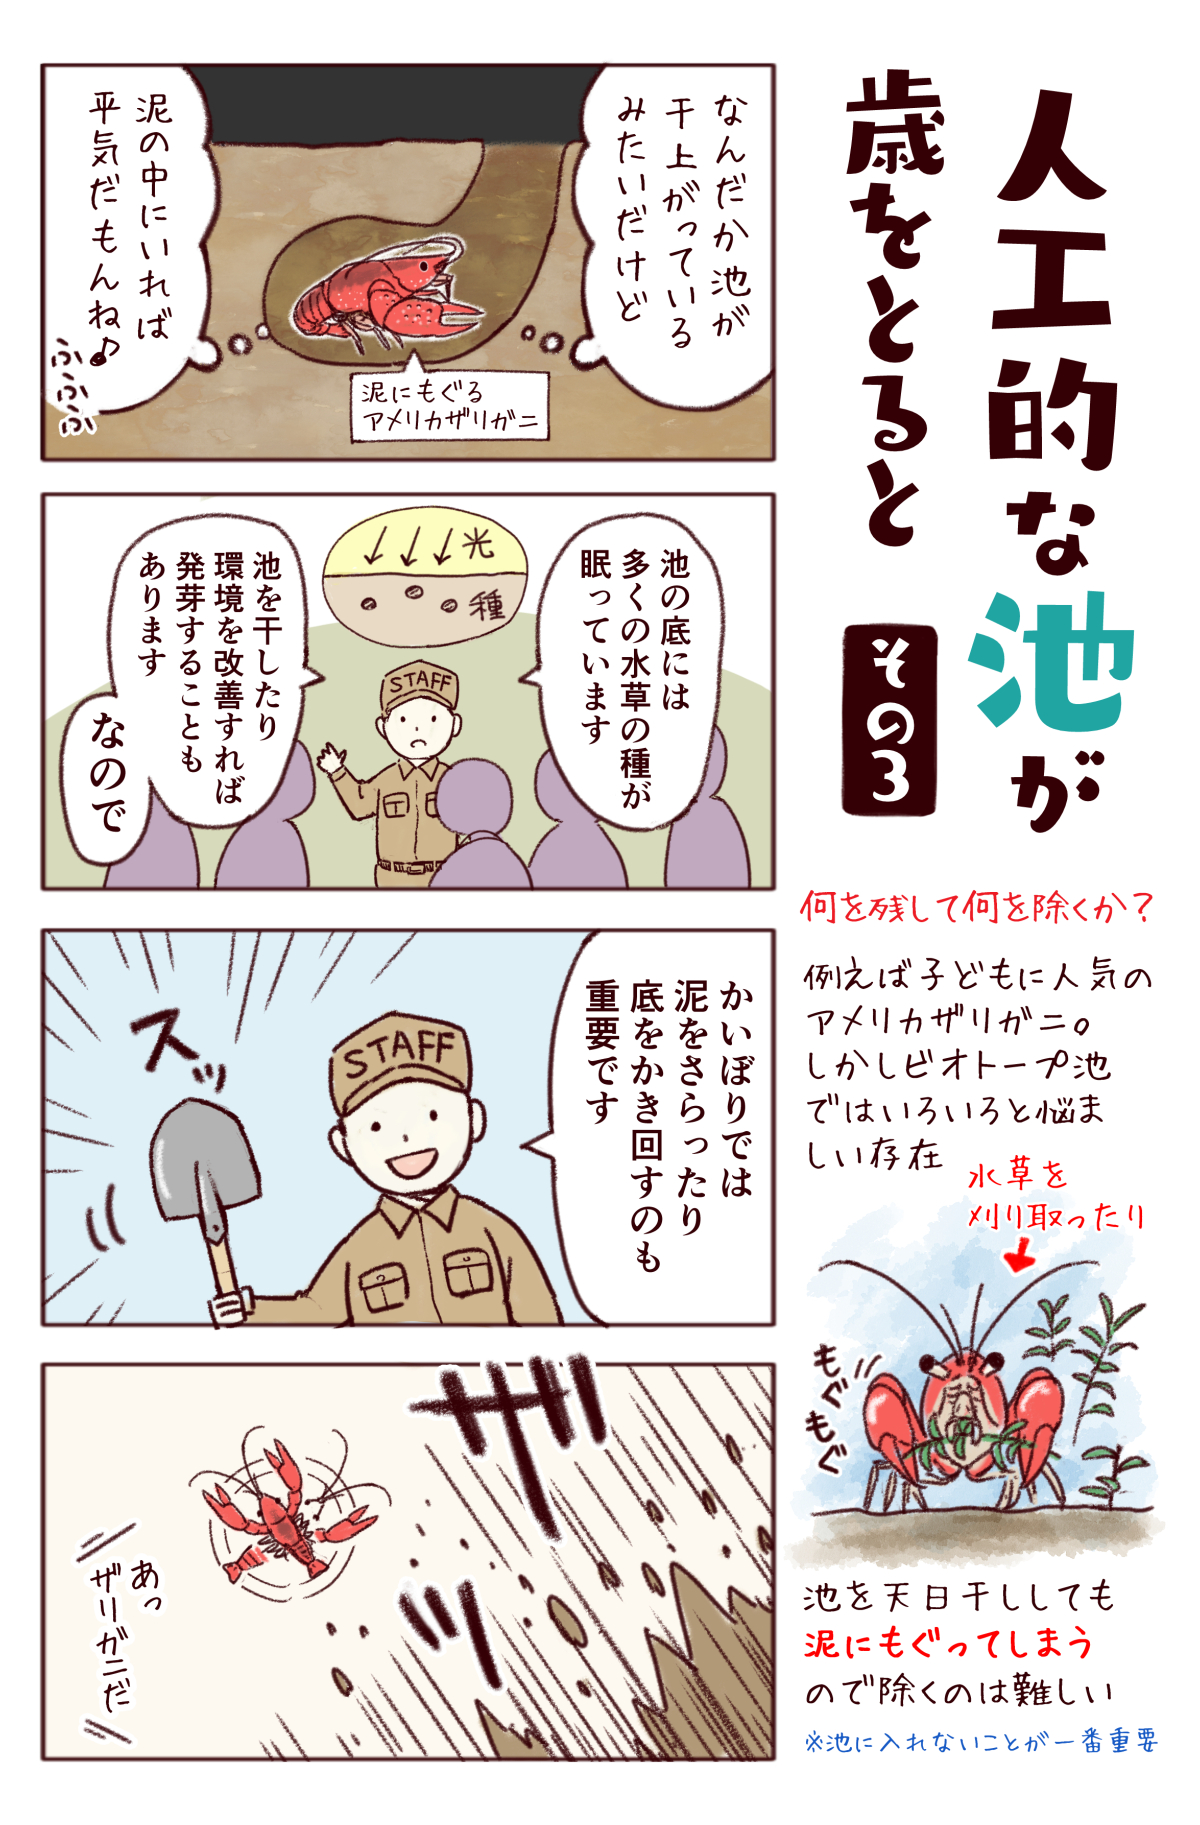 人工的な池が
歳をとると
その3
なんだか池が
干上がっている
みたいだけど
泥の中にいれば
平気だもんね♪
ふふふ
泥にもぐる
アメリカザリガニ
池の底には
多くの水草の種が
眠っています
光
種
STAFF
池を干したり
環境を改善すれば
発芽することも
あります
なので
かいぼりでは
泥をさらったり
底をかき回すのも
重要です
STAFF
スッ
ザザッ
あっ
ザリガニだ
何を残して何を除くか?
例えば子どもに人気の
アメリカザリガニ。
しかしビオトープ池
ではいろいろと悩ま
しい存在
水草を
刈り取ったり
もぐもぐ
池を天日干ししても
泥にもぐってしまう
ので除くのは難しい
※池に入れないことが一番重要